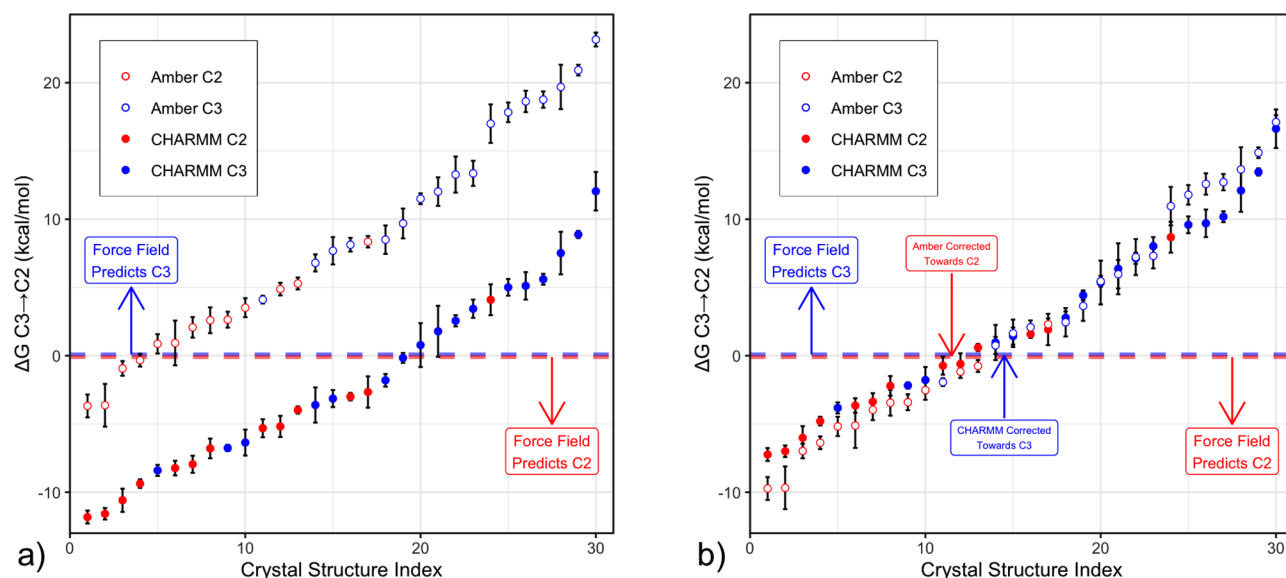 Amber C2
Amber C3
CHARMM C2
CHARMM C3
Force Field
Predicts C3
Force Field
Predicts C2
20
10
0
-10
0
10
20
30
ΔG C3→C2 (kcal/mol)
Crystal Structure Index
a)
Amber C2
Amber C3
CHARMM C2
CHARMM C3
Force Field
Predicts C3
Amber Corrected
Towards C2
CHARMM Corrected
Towards C3
Force Field
Predicts C2
20
10
0
-10
0
10
20
30
ΔG C3→C2 (kcal/mol)
Crystal Structure Index
b)